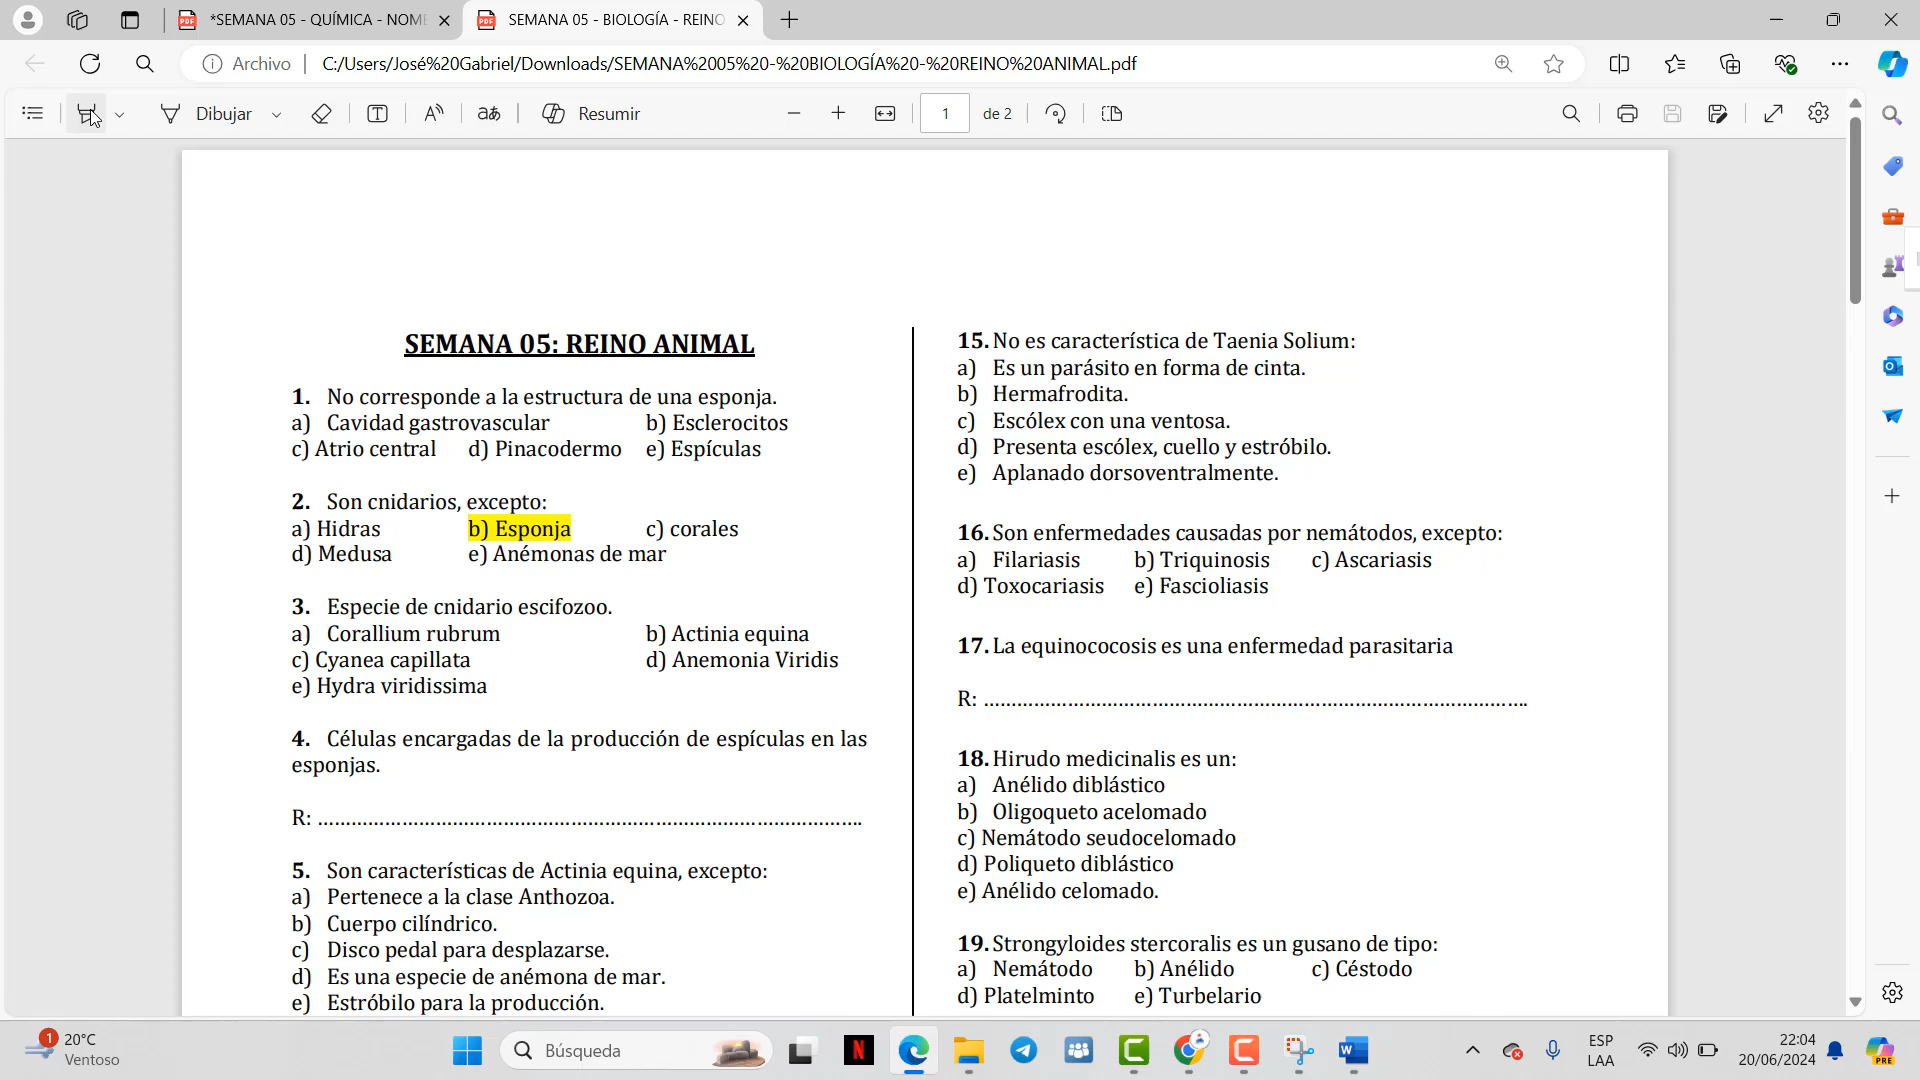 *SEMANA 05 - QUÍMICA - NOME
SEMANA 05 - BIOLOGÍA - REINO
Archivo
C:/Users/José%20Gabriel/Downloads/SEMANA%2005%20-%20BIOLOGÍA%20-%20REINO%20ANIMAL.pdf
Dibujar
aあ
Resumir
1
de 2
SEMANA 05: REINO ANIMAL
1. No corresponde a la estructura de una esponja.
a) Cavidad gastrovascular b) Esclerocitos
c) Atrio central d) Pinacodermo e) Espículas
2. Son cnidarios, excepto:
a) Hidras b) Esponja c) corales
d) Medusa e) Anémonas de mar
3. Especie de cnidario escifozoo.
a) Corallium rubrum b) Actinia equina
c) Cyanea capillata d) Anemonia Viridis
e) Hydra viridissima
4. Células encargadas de la producción de espículas en las
esponjas.
R: ……………………………………………………………………………………….
5. Son características de Actinia equina, excepto:
a) Pertenece a la clase Anthozoa.
b) Cuerpo cilíndrico.
c) Disco pedal para desplazarse.
d) Es una especie de anémona de mar.
e) Estróbilo para la producción.
15. No es característica de Taenia Solium:
a) Es un parásito en forma de cinta.
b) Hermafrodita.
c) Escólex con una ventosa.
d) Presenta escólex, cuello y estróbilo.
e) Aplanado dorsoventralmente.
16. Son enfermedades causadas por nemátodos, excepto:
a) Filariasis b) Triquinosis c) Ascariasis
d) Toxocariasis e) Fascioliasis
17. La equinococosis es una enfermedad parasitaria
R: ……………………………………………………………………………………….
18. Hirudo medicinalis es un:
a) Anélido diblástico
b) Oligoqueto acelomado
c) Nemátodo seudocelomado
d) Poliqueto diblástico
e) Anélido celomado.
19. Strongyloides stercoralis es un gusano de tipo:
a) Nemátodo b) Anélido c) Céstodo
d) Platelminto e) Turbelario
1
20°C
Ventoso
Búsqueda
ESP
LAA
22:04
20/06/2024
PRE